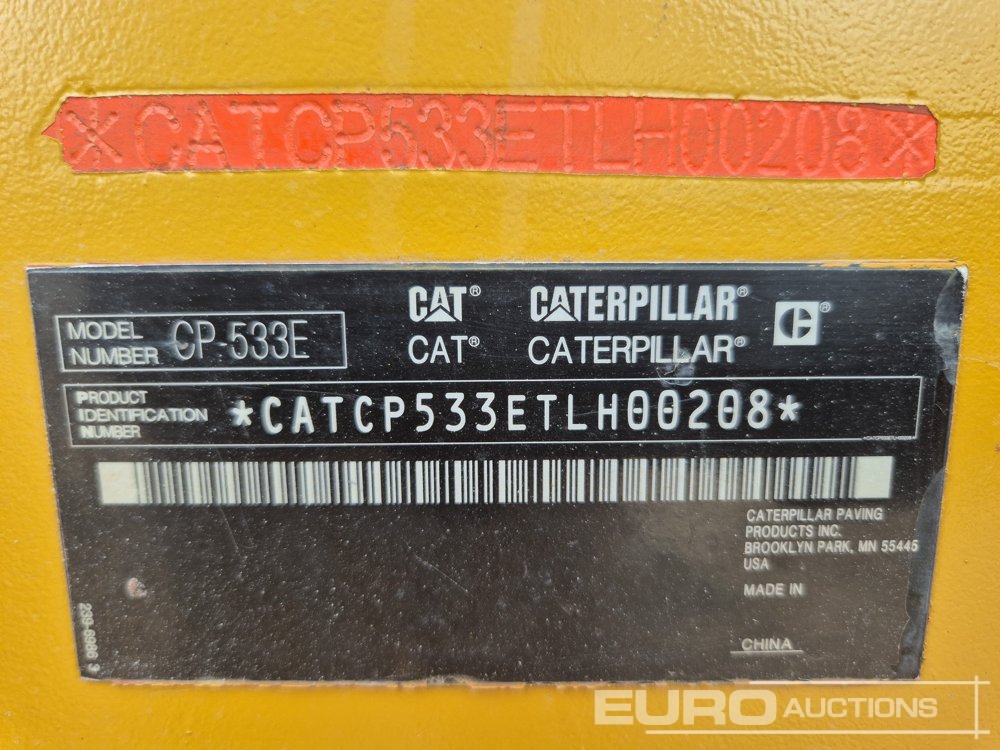 *CATCP533ETLH00208*
CAT® CATERPILLAR®
MODEL NUMBER CP-533E
CAT® CATERPILLAR®
PRODUCT IDENTIFICATION NUMBER *CATCP533ETLH00208*
CATERPILLAR PAVING
PRODUCTS INC.
BROOKLYN PARK, MN 55445
USA
MADE IN
CHINA
EURO AUCTIONS